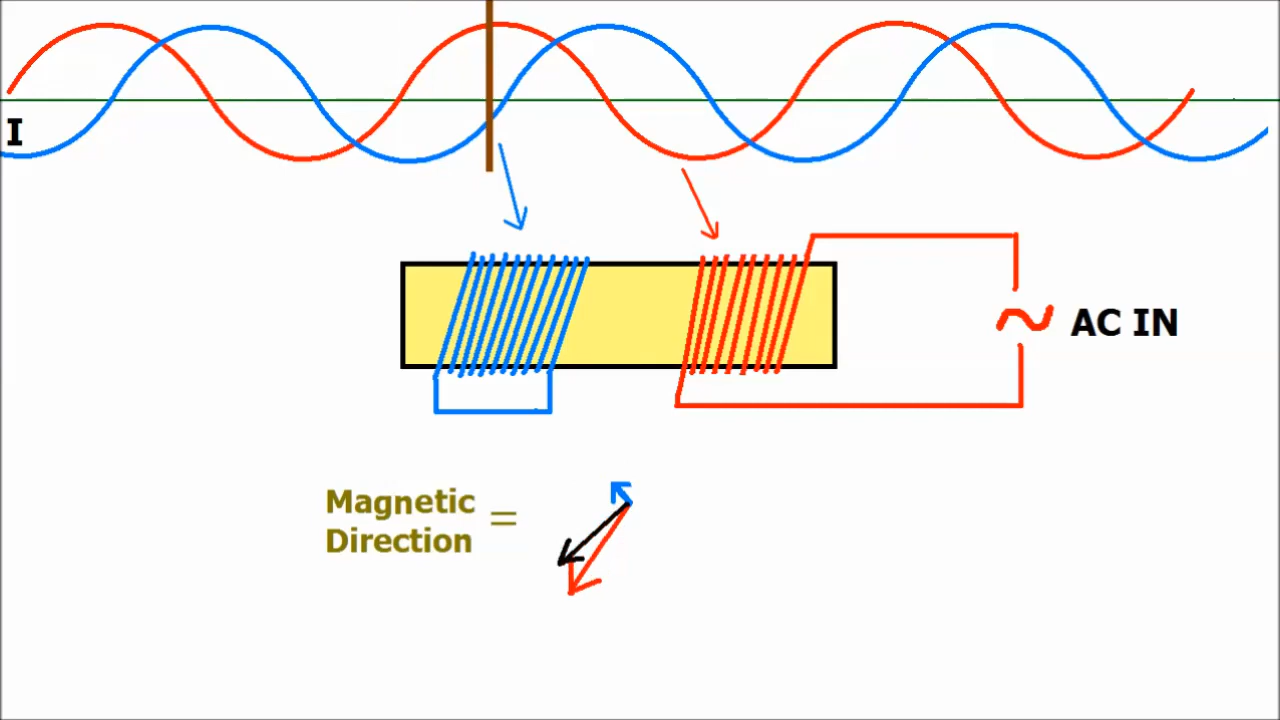 I
AC IN
Magnetic
Direction =